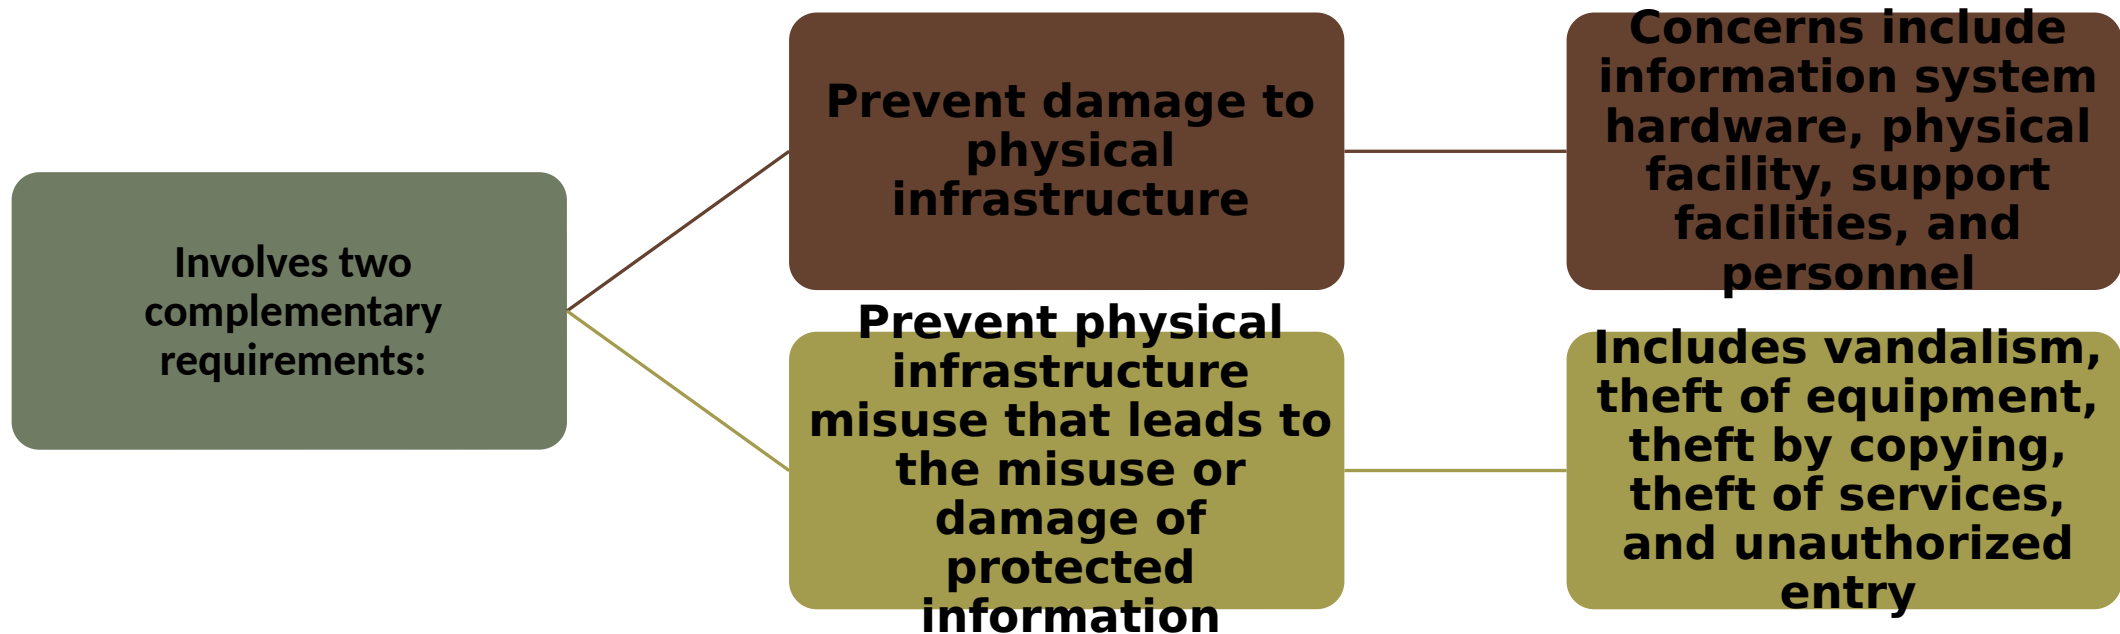 Involves two
complementary
requirements:
Prevent damage to
physical
infrastructure
Concerns include
information system
hardware, physical
facility, support
facilities, and
personnel
Prevent physical
infrastructure
misuse that leads to
the misuse or
damage of
protected
information
Includes vandalism,
theft of equipment,
theft by copying,
theft of services,
and unauthorized
entry